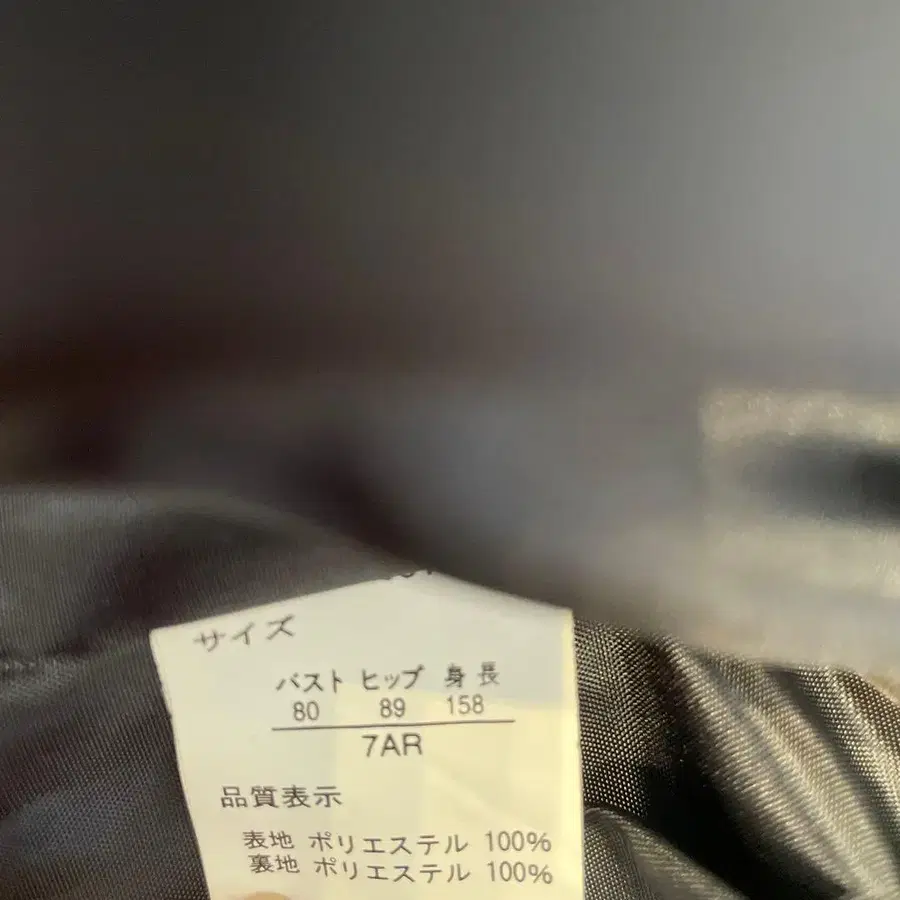 サイズ
バスト ヒップ 身長
80 89 158
7AR
品質表示
表地 ポリエステル 100%
裏地 ポリエステル 100%